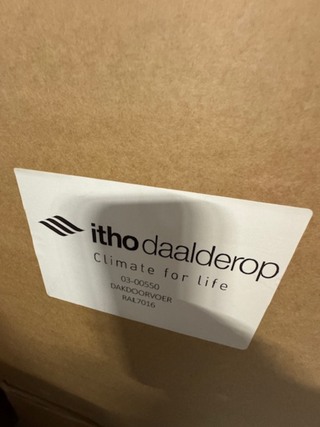 itho daalderop
Climate for life
03-00550
DAKDOORVOER
RAL7016